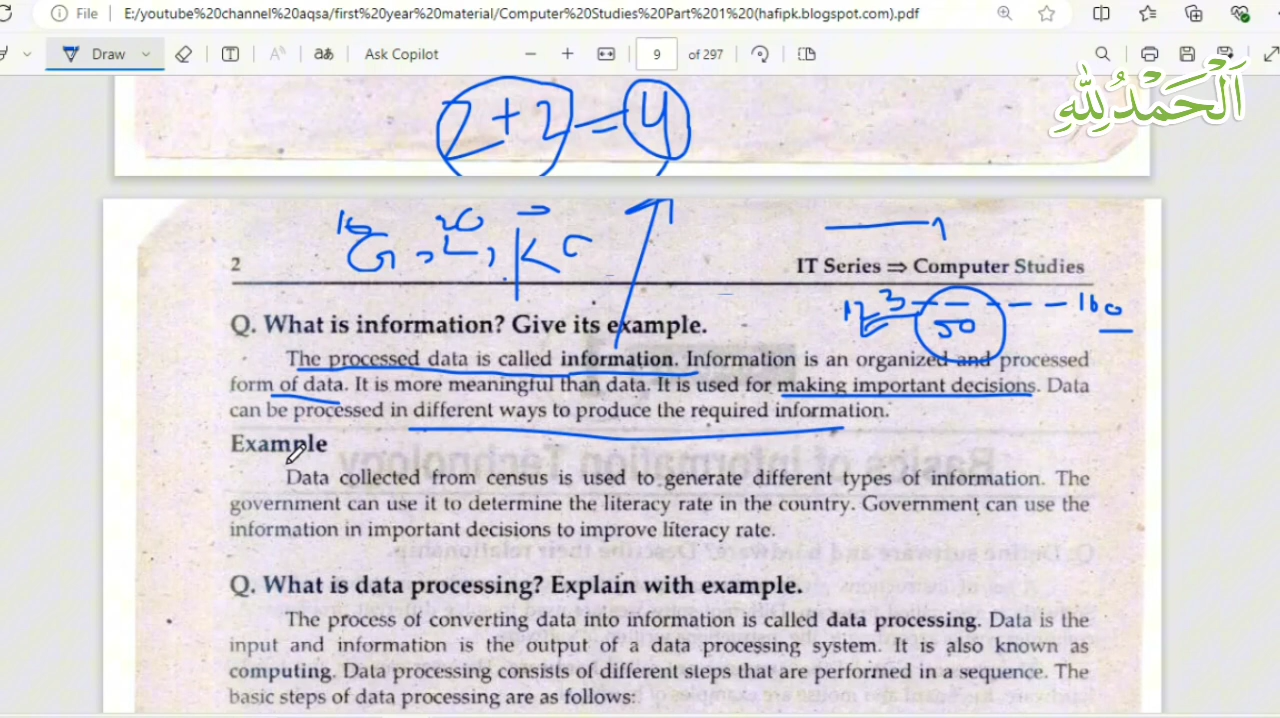 File E:/youtube%20channel%20aqsa/first%20year%20material/Computer%20Studies%20Part%201%20(hafipk.blogspot.com).pdf
Draw Ask Copilot 9 of 297
اَلْحَمْدُلِلّٰه
2+2=4
16 20
G, L, K
2 IT Series ⇒ Computer Studies
1 2 3 – – – – – 100
50
Q. What is information? Give its example.
The processed data is called information. Information is an organized and processed
form of data. It is more meaningful than data. It is used for making important decisions. Data
can be processed in different ways to produce the required information.
Example
Data collected from census is used to generate different types of information. The
government can use it to determine the literacy rate in the country. Government can use the
information in important decisions to improve literacy rate.
Q. What is data processing? Explain with example.
The process of converting data into information is called data processing. Data is the
input and information is the output of a data processing system. It is also known as
computing. Data processing consists of different steps that are performed in a sequence. The
basic steps of data processing are as follows: